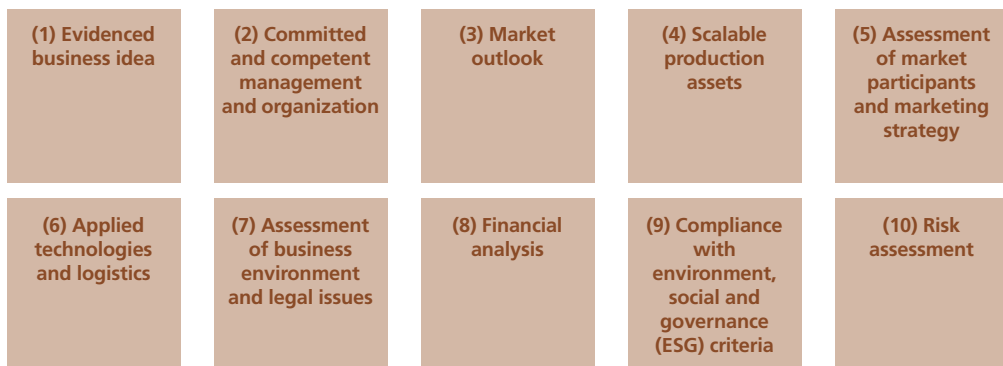 (1) Evidenced
business idea
(2) Committed
and competent
management
and organization
(3) Market
outlook
(4) Scalable
production
assets
(5) Assessment
of market
participants
and marketing
strategy
(6) Applied
technologies
and logistics
(7) Assessment
of business
environment
and legal issues
(8) Financial
analysis
(9) Compliance
with
environment,
social and
governance
(ESG) criteria
(10) Risk
assessment